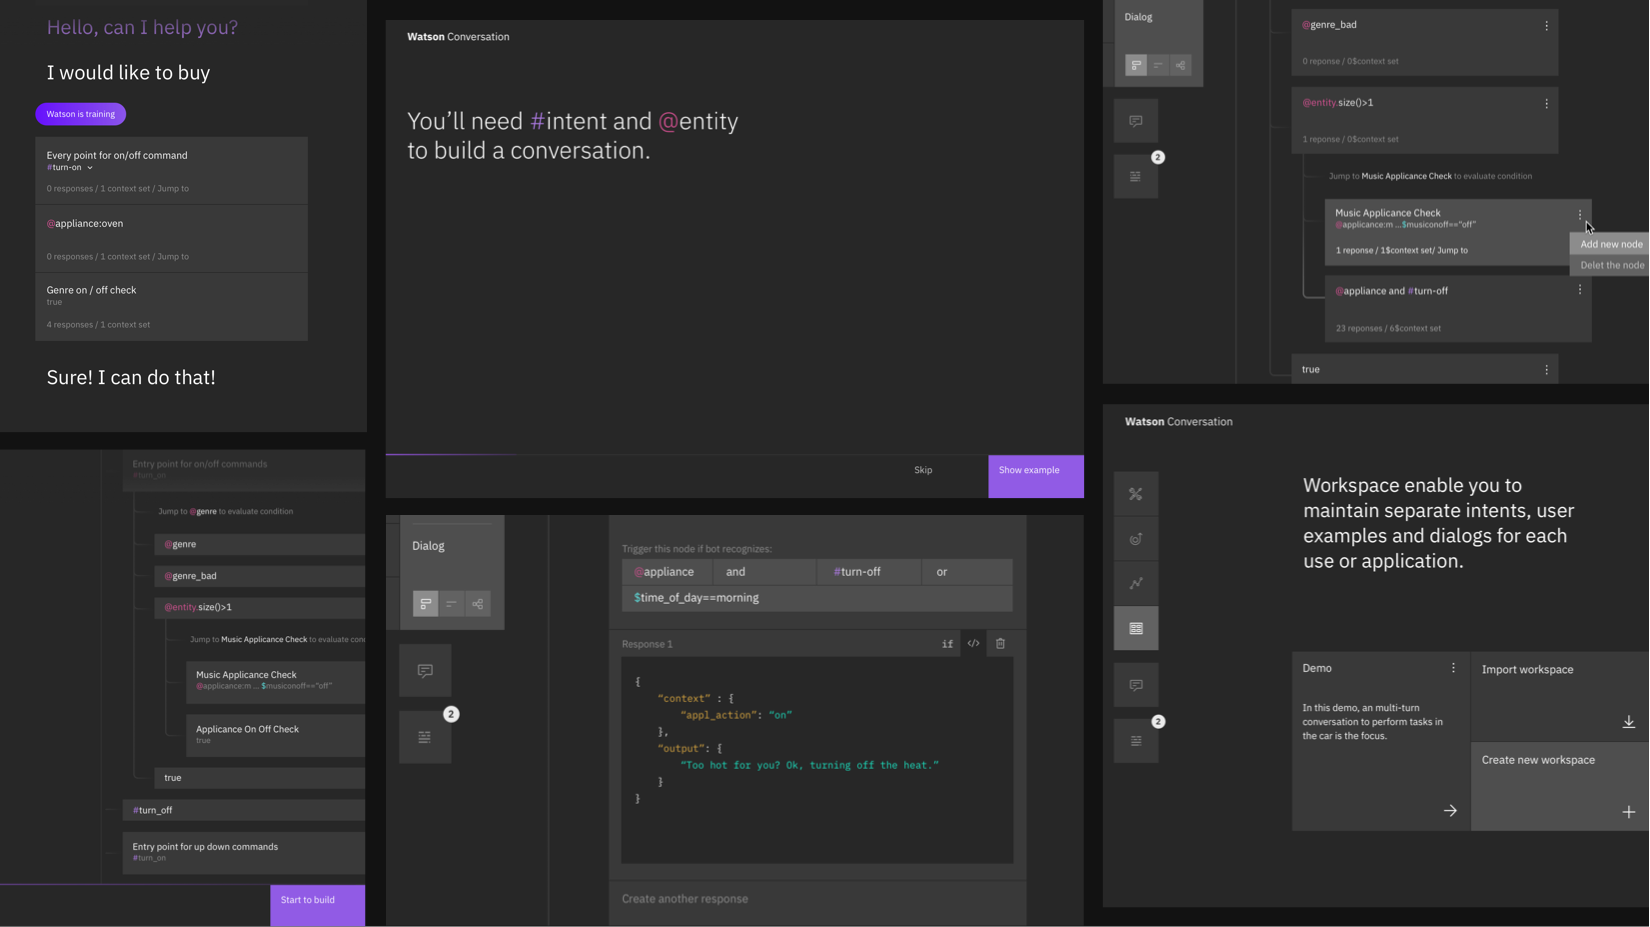 Hello, can I help you?
I would like to buy
Watson is training
Every point for on/off command
#turn-on
0 responses / 1 context set / Jump to
@appliance:oven
0 responses / 1 context set / Jump to
Genre on / off check
true
4 responses / 1 context set
Sure! I can do that!
Entry point for on/off commands
#turn_on
Jump to @genre to evaluate condition
@genre
@genre_bad
@entity.size()>1
Jump to Music Applicance Check to evaluate con
Music Applicance Check
@applicance:m ... $musiconoff=="off"
Applicance On Off Check
true
true
#turn_off
Entry point for up down commands
#turn_on
Start to build
Watson Conversation
You'll need #intent and @entity
to build a conversation.
Skip
Show example
Dialog
2
Trigger this node if bot recognizes:
@appliance and #turn-off or
$time_of_day==morning
Response 1 if </>
{
"context" : {
"appl_action": "on"
},
"output": {
"Too hot for you? Ok, turning off the heat."
}
}
Create another response
Dialog
2
@genre_bad
0 reponse / 0$context set
@entity.size()>1
1 reponse / 0$context set
Jump to Music Applicance Check to evaluate condition
Music Applicance Check
@applicance:m ...$musiconoff=="off"
1 reponse / 1$context set/ Jump to
Add new node
Delet the node
@appliance and #turn-off
23 reponses / 6$context set
true
Watson Conversation
2
Workspace enable you to
maintain separate intents, user
examples and dialogs for each
use or application.
Demo
In this demo, an multi-turn
conversation to perform tasks in
the car is the focus.
Import workspace
Create new workspace